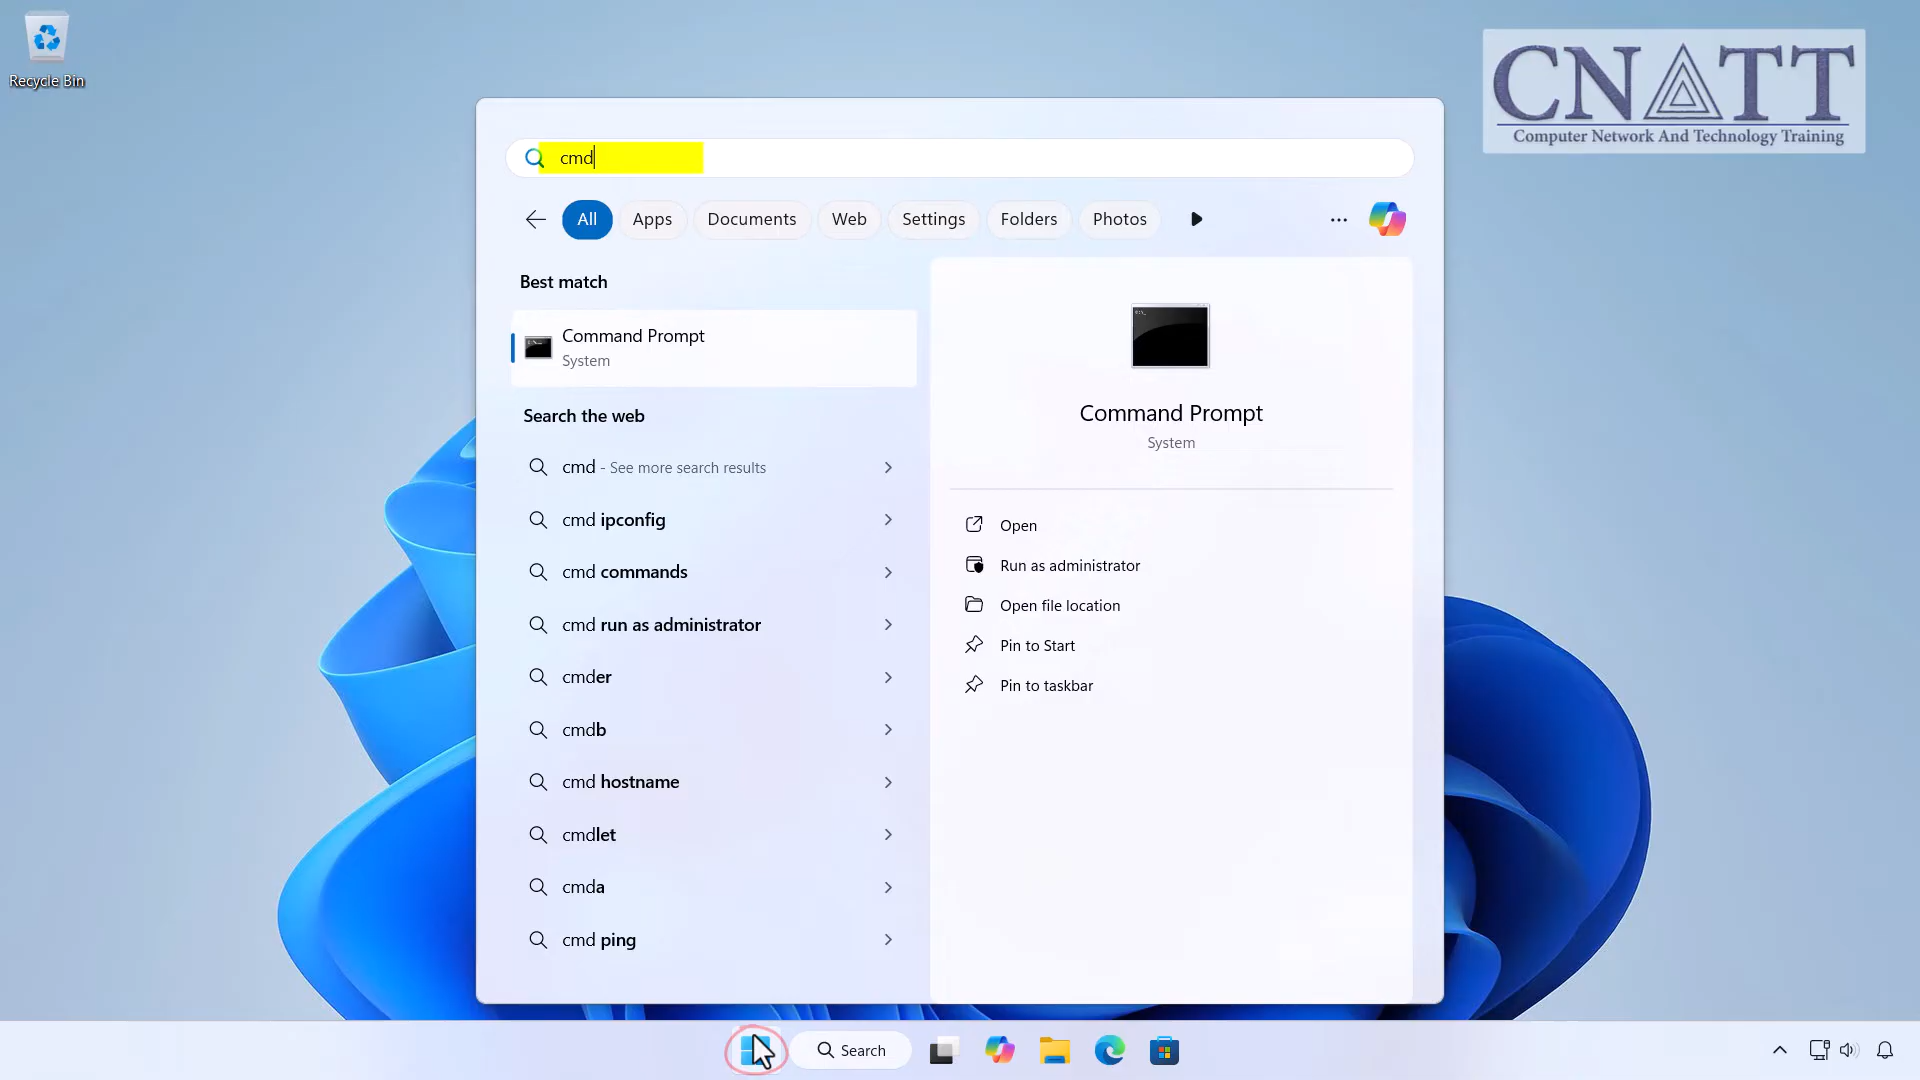 Recycle Bin
CNATT
Computer Network And Technology Training
cmd
All Apps Documents Web Settings Folders Photos
Best match
Command Prompt
System
Search the web
cmd - See more search results
cmd ipconfig
cmd commands
cmd run as administrator
cmder
cmdb
cmd hostname
cmdlet
cmda
cmd ping
Command Prompt
System
Open
Run as administrator
Open file location
Pin to Start
Pin to taskbar
Search